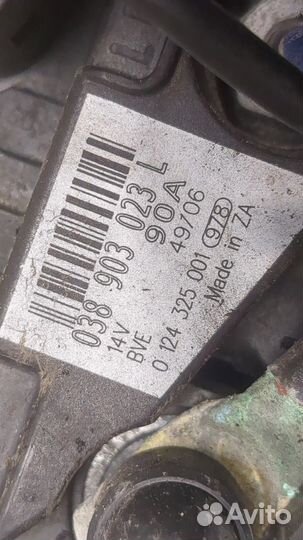 038 903 023 L
14V 90A
BVE 49/06
0 124 325 001 978
Made in ZA
Avito